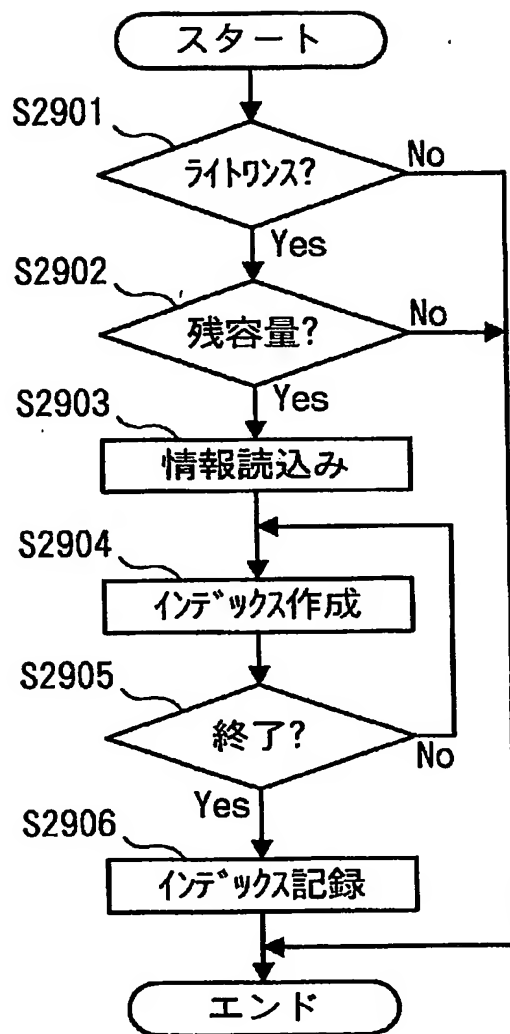 スタート
S2901
ライトワンス?
No
Yes
S2902
残容量?
No
Yes
S2903
情報読込み
S2904
インデックス作成
S2905
終了?
No
Yes
S2906
インデックス記録
エンド